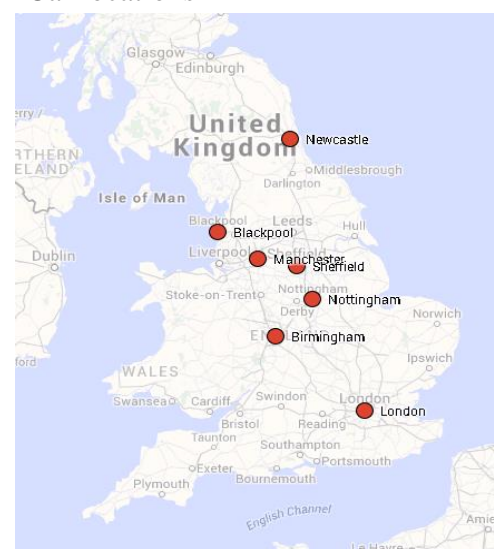 Glasgow
Edinburgh
United
Kingdom
Newcastle
Middlesbrough
Darlington
Isle of Man
Blackpool
Blackpool
Leeds
Hull
Dublin
Liverpool
Manchester
Sheffield
Sheffield
Stoke-on-Trent
Nottingham
Nottingham
Derby
Norwich
Birmingham
Ipswich
WALES
Swansea
Cardiff
Swindon
London
London
Bristol
Reading
Taunton
Southampton
Exeter
Portsmouth
Plymouth
Bournemouth
English Channel
Le Havre